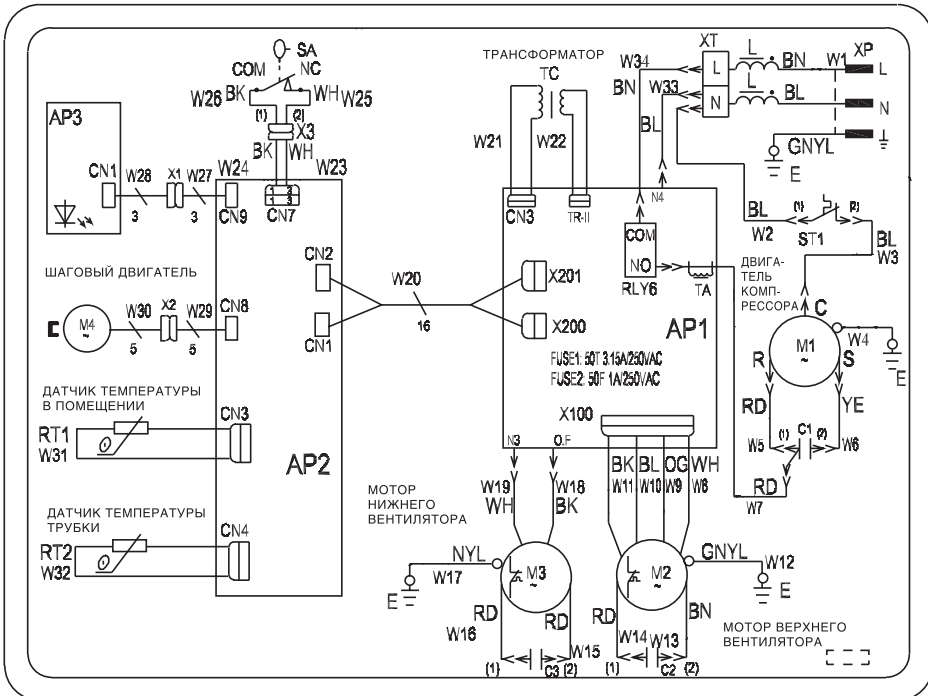 SA
COM
NC
W26
BK
WH
W25
(1)
(2)
X3
BK
WH
W24
W23
1 2
1 3
CN7
AP3
CN1
W28
3
X1
W27
3
CN9
ШАГОВЫЙ ДВИГАТЕЛЬ
M4
~
W30
5
X2
W29
5
CN8
CN2
CN1
W20
16
ДАТЧИК ТЕМПЕРАТУРЫ
В ПОМЕЩЕНИИ
RT1
W31
CN3
AP2
ДАТЧИК ТЕМПЕРАТУРЫ
ТРУБКИ
RT2
W32
CN4
ТРАНСФОРМАТОР
TC
W21
W22
CN3
TR-II
W34
BN
W33
BL
N4
COM
NO
RLY6
TA
X201
X200
AP1
FUSE1: 50T 3.15A/250VAC
FUSE2: 50F 1A/250VAC
X100
N3
O.F
XT
L
N
L
BN
L
BL
W1
XP
L
N
GNYL
E
BL
W2
(1)
(2)
ST1
BL
W3
ДВИГА-
ТЕЛЬ
КОМП-
РЕССОРА
C
M1
~
R
S
W4
E
RD
YE
W5
(1)
C1
(2)
W6
RD
W7
BK
BL
OG
WH
W11
W10
W9
W8
МОТОР
НИЖНЕГО
ВЕНТИЛЯТОРА
W19
WH
W18
BK
NYL
W17
E
M3
~
RD
W16
RD
W15
(1)
C3
(2)
M2
~
GNYL
W12
E
RD
BN
W14
W13
(1)
C2
(2)
МОТОР ВЕРХНЕГО
ВЕНТИЛЯТОРА